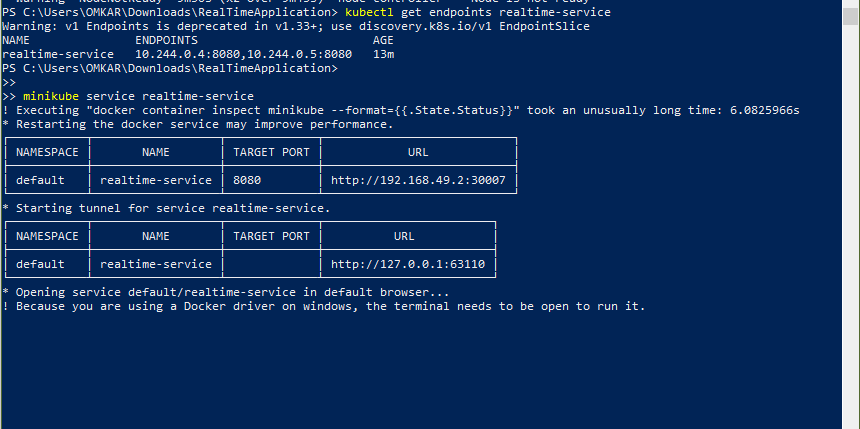 PS C:\Users\OMKAR\Downloads\RealTimeApplication> kubectl get endpoints realtime-service
Warning: v1 Endpoints is deprecated in v1.33+; use discovery.k8s.io/v1 EndpointSlice
NAME ENDPOINTS AGE
realtime-service 10.244.0.4:8080,10.244.0.5:8080 13m
PS C:\Users\OMKAR\Downloads\RealTimeApplication>
>>
>> minikube service realtime-service
! Executing "docker container inspect minikube --format={{.State.Status}}" took an unusually long time: 6.0825966s
* Restarting the docker service may improve performance.
NAMESPACE NAME TARGET PORT URL
default realtime-service 8080 http://192.168.49.2:30007
* Starting tunnel for service realtime-service.
NAMESPACE NAME TARGET PORT URL
default realtime-service http://127.0.0.1:63110
* Opening service default/realtime-service in default browser...
! Because you are using a Docker driver on windows, the terminal needs to be open to run it.